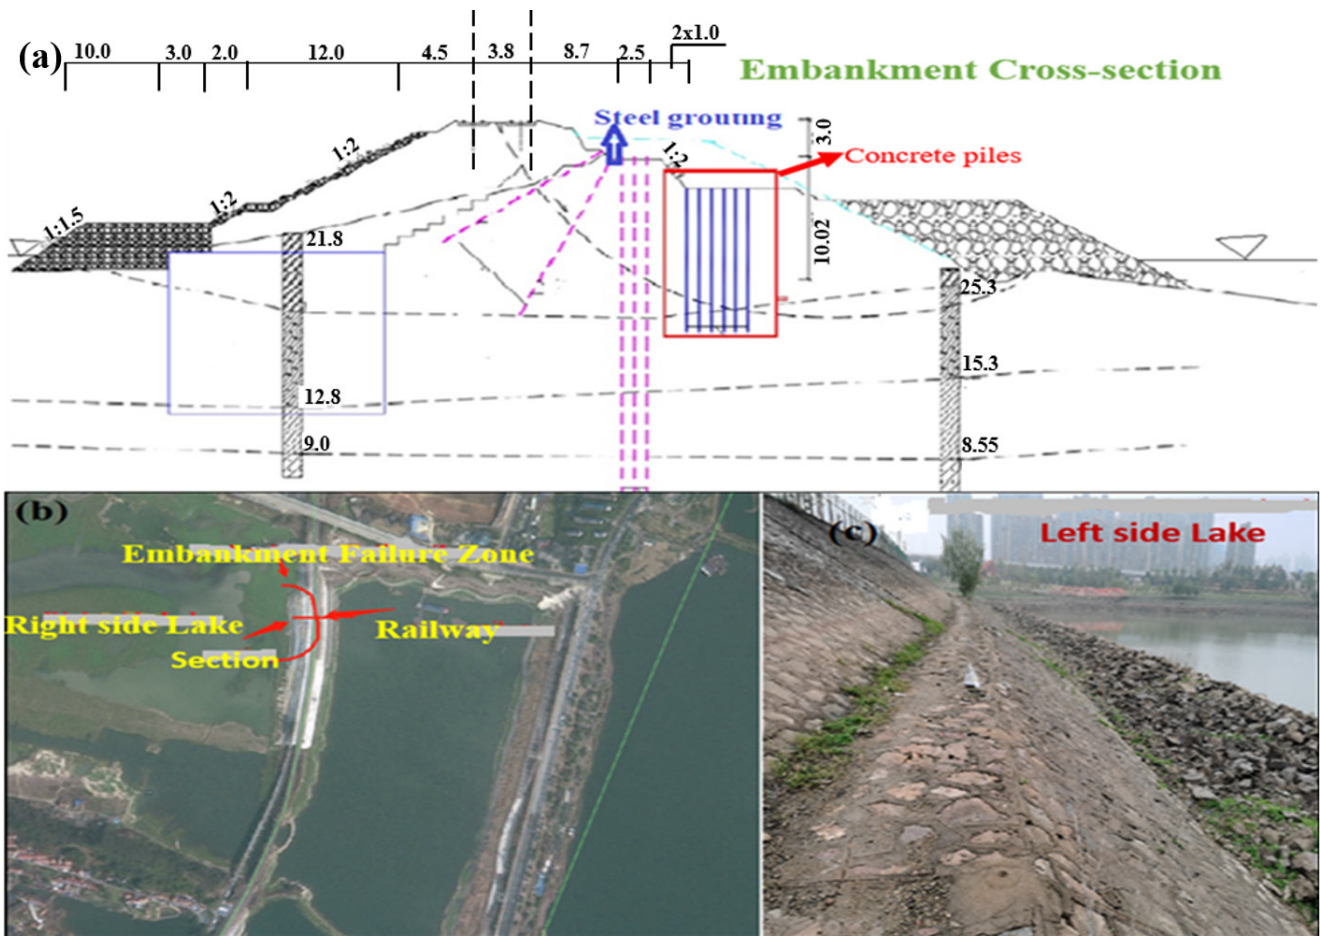 (a)
10.0 3.0 2.0 12.0 4.5 3.8 8.7 2.5 2x1.0
Embankment Cross-section
Steel grouting
3.0
1:2
1:2
Concrete piles
1:2
1:1.5
21.8
10.02
25.3
15.3
12.8
9.0
8.55
(b)
Embankment Failure Zone
Right side Lake
Railway
Section
(c)
Left side Lake